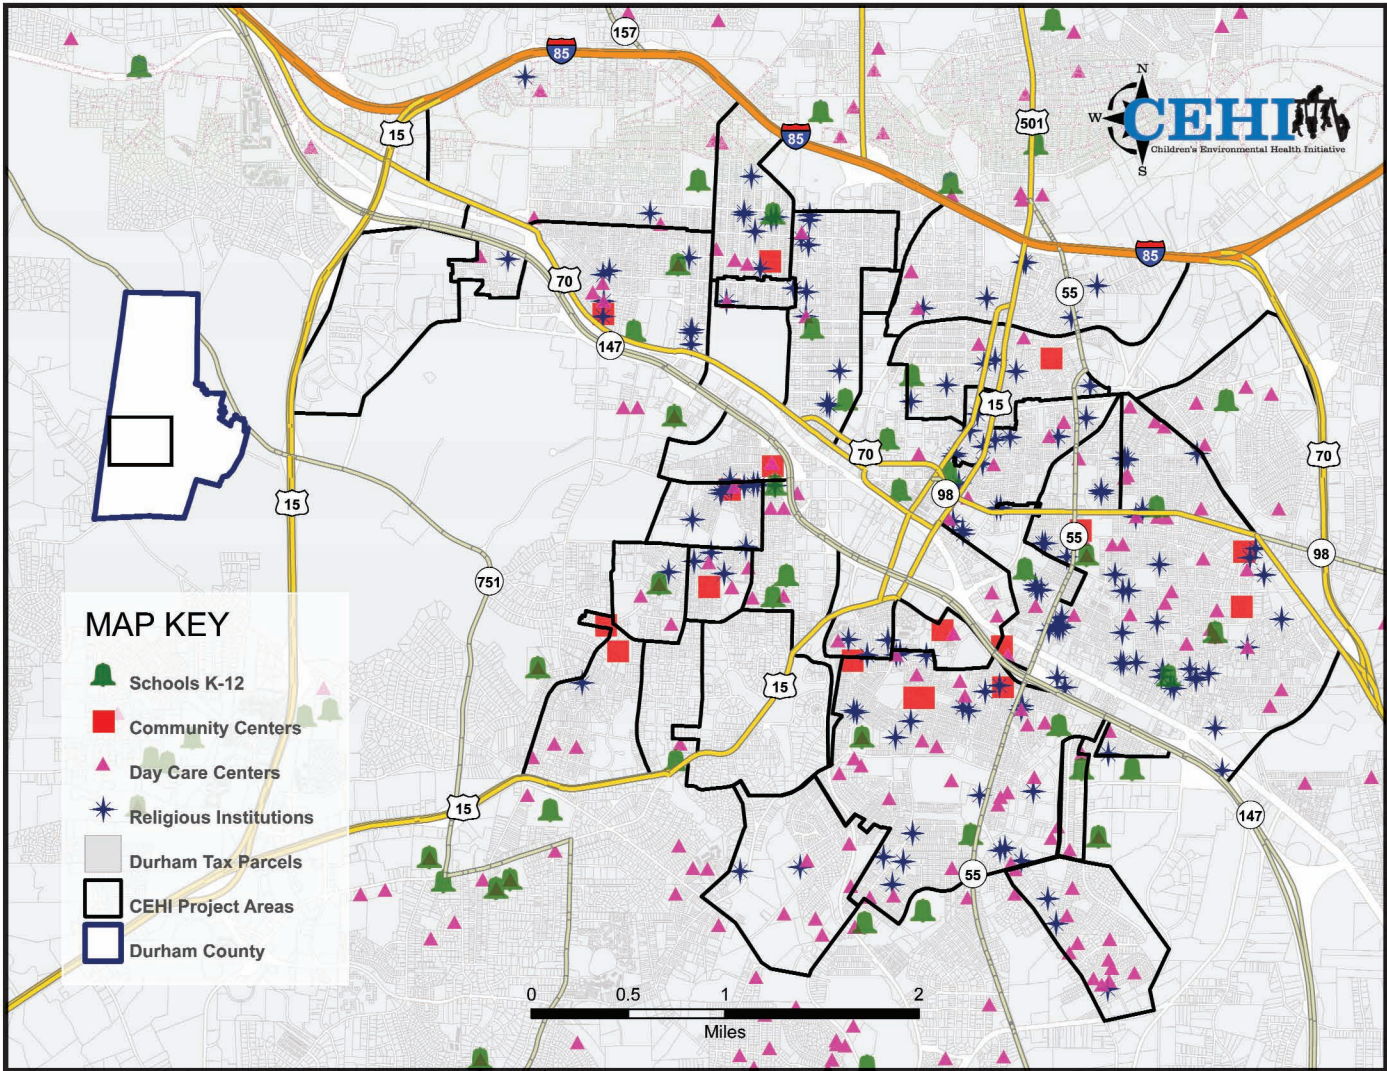 157
85
15
85
501
N
W
S
CEHI
Children's Environmental Health Initiative
85
55
70
147
15
70
70
15
98
55
98
751
MAP KEY
Schools K-12
Community Centers
Day Care Centers
Religious Institutions
Durham Tax Parcels
CEHI Project Areas
Durham County
15
15
147
55
0 0.5 1 2
Miles